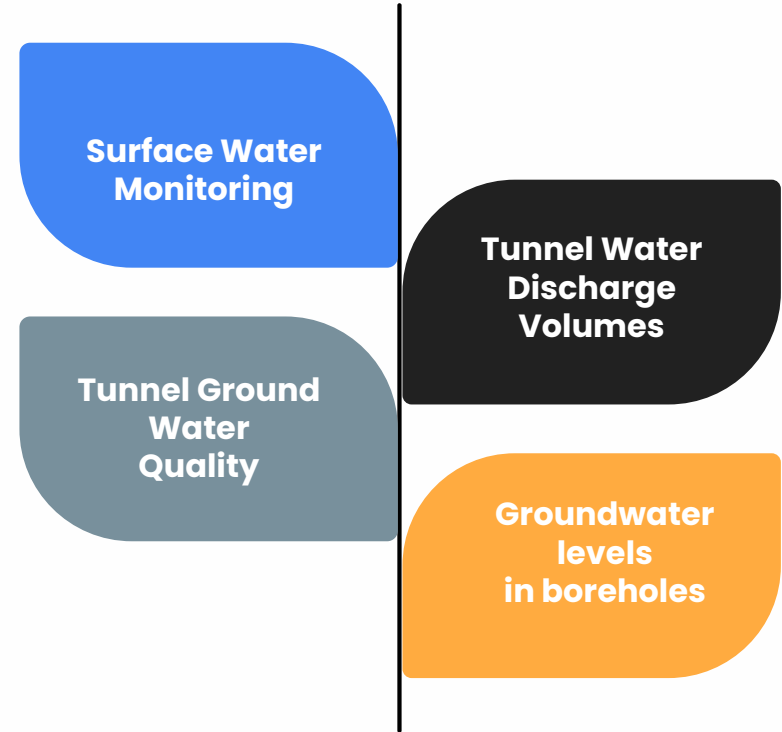 Surface Water
Monitoring
Tunnel Water
Discharge
Volumes
Tunnel Ground
Water
Quality
Groundwater
levels
in boreholes